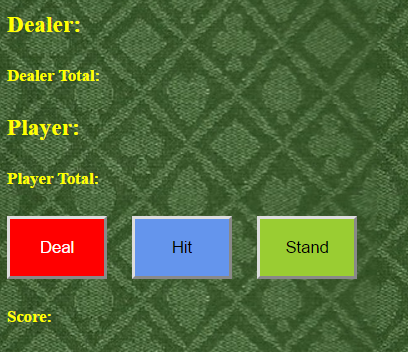 Dealer:
Dealer Total:
Player:
Player Total:
Deal Hit Stand
Score: